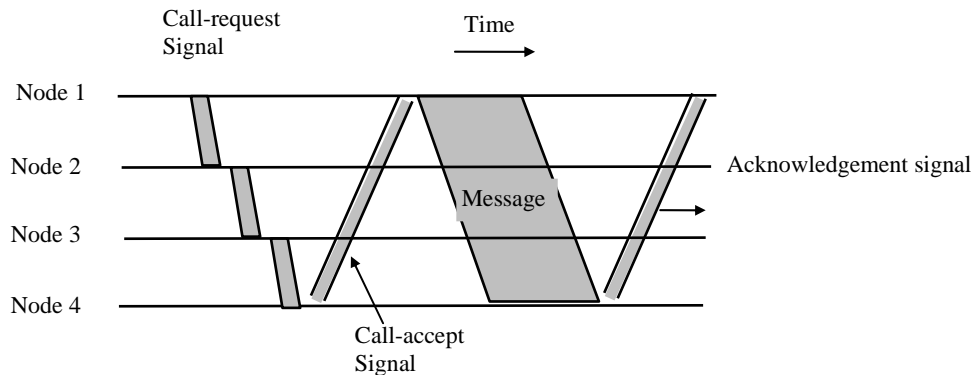 Call-request
Signal
Time
Node 1
Node 2
Acknowledgement signal
Message
Node 3
Node 4
Call-accept
Signal